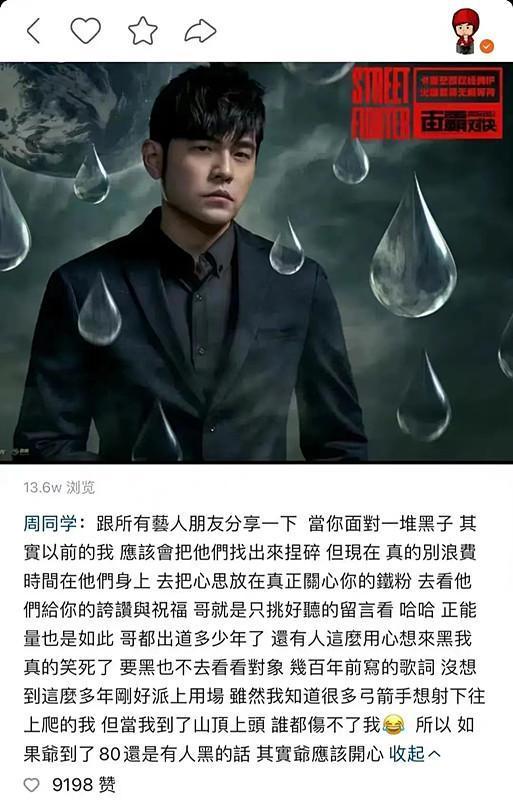 STREET
FIGHTER
13.6w 浏览
周同学：跟所有藝人朋友分享一下 當你面對一堆黑子 其
實以前的我 應該會把他們找出來捏碎 但現在 真的別浪費
時間在他們身上 去把心思放在真正關心你的鐵粉 去看他
們給你的誇讚與祝福 哥就是只挑好聽的留言看 哈哈 正能
量也是如此 哥都出道多少年了 還有人這麼用心想來黑我
真的笑死了 要黑也不去看看對象 幾百年前寫的歌詞 沒想
到這麼多年剛好派上用場 雖然我知道很多弓箭手想射下往
上爬的我 但當我到了山頂上頭 誰都傷不了我😂 所以 如
果爺到了80還是有人黑的話 其實爺應該開心 收起
9198 赞